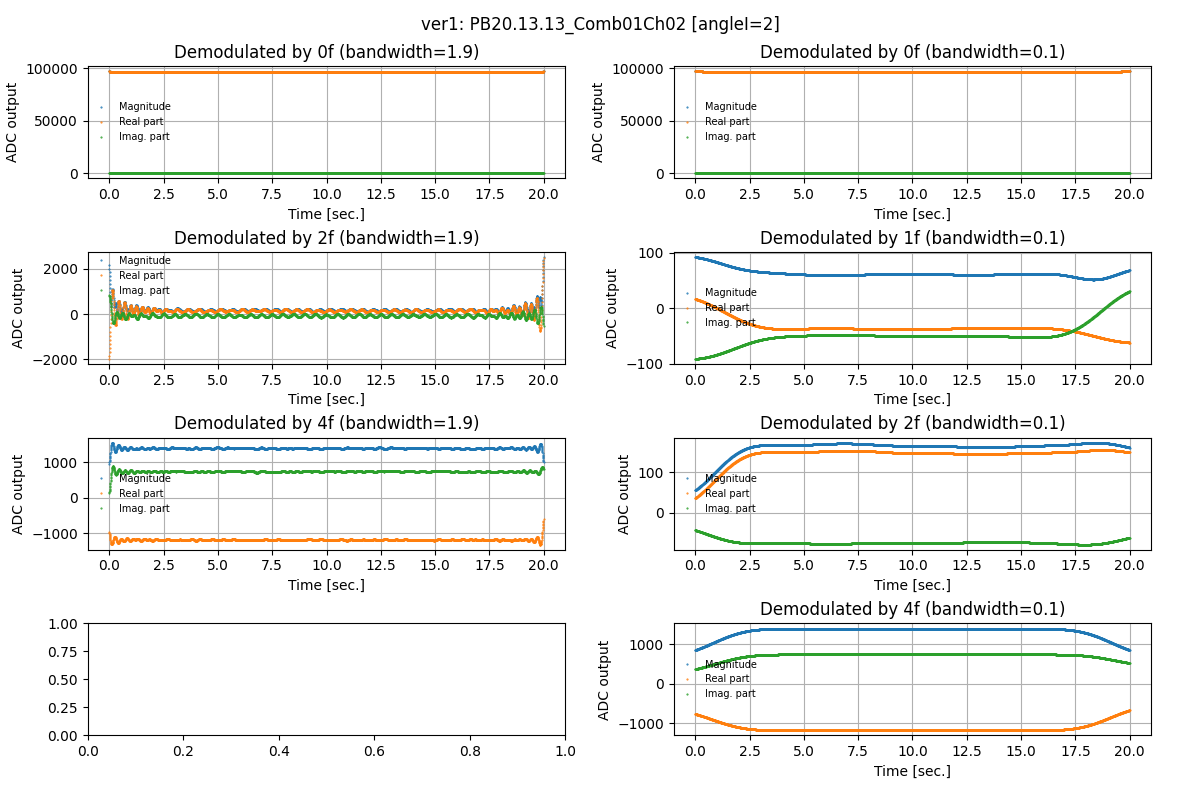 ver1: PB20.13.13_Comb01Ch02 [angleI=2]
Demodulated by 0f (bandwidth=1.9)
ADC output
100000
50000
0
Magnitude
Real part
Imag. part
0.0 2.5 5.0 7.5 10.0 12.5 15.0 17.5 20.0
Time [sec.]
Demodulated by 0f (bandwidth=0.1)
ADC output
100000
50000
0
Magnitude
Real part
Imag. part
0.0 2.5 5.0 7.5 10.0 12.5 15.0 17.5 20.0
Time [sec.]
Demodulated by 2f (bandwidth=1.9)
ADC output
2000
0
−2000
Magnitude
Real part
Imag. part
0.0 2.5 5.0 7.5 10.0 12.5 15.0 17.5 20.0
Time [sec.]
Demodulated by 1f (bandwidth=0.1)
ADC output
100
0
−100
Magnitude
Real part
Imag. part
0.0 2.5 5.0 7.5 10.0 12.5 15.0 17.5 20.0
Time [sec.]
Demodulated by 4f (bandwidth=1.9)
ADC output
1000
0
−1000
Magnitude
Real part
Imag. part
0.0 2.5 5.0 7.5 10.0 12.5 15.0 17.5 20.0
Time [sec.]
Demodulated by 2f (bandwidth=0.1)
ADC output
100
0
Magnitude
Real part
Imag. part
0.0 2.5 5.0 7.5 10.0 12.5 15.0 17.5 20.0
Time [sec.]
1.00
0.75
0.50
0.25
0.00
0.0 0.2 0.4 0.6 0.8 1.0
Demodulated by 4f (bandwidth=0.1)
ADC output
1000
0
−1000
Magnitude
Real part
Imag. part
0.0 2.5 5.0 7.5 10.0 12.5 15.0 17.5 20.0
Time [sec.]